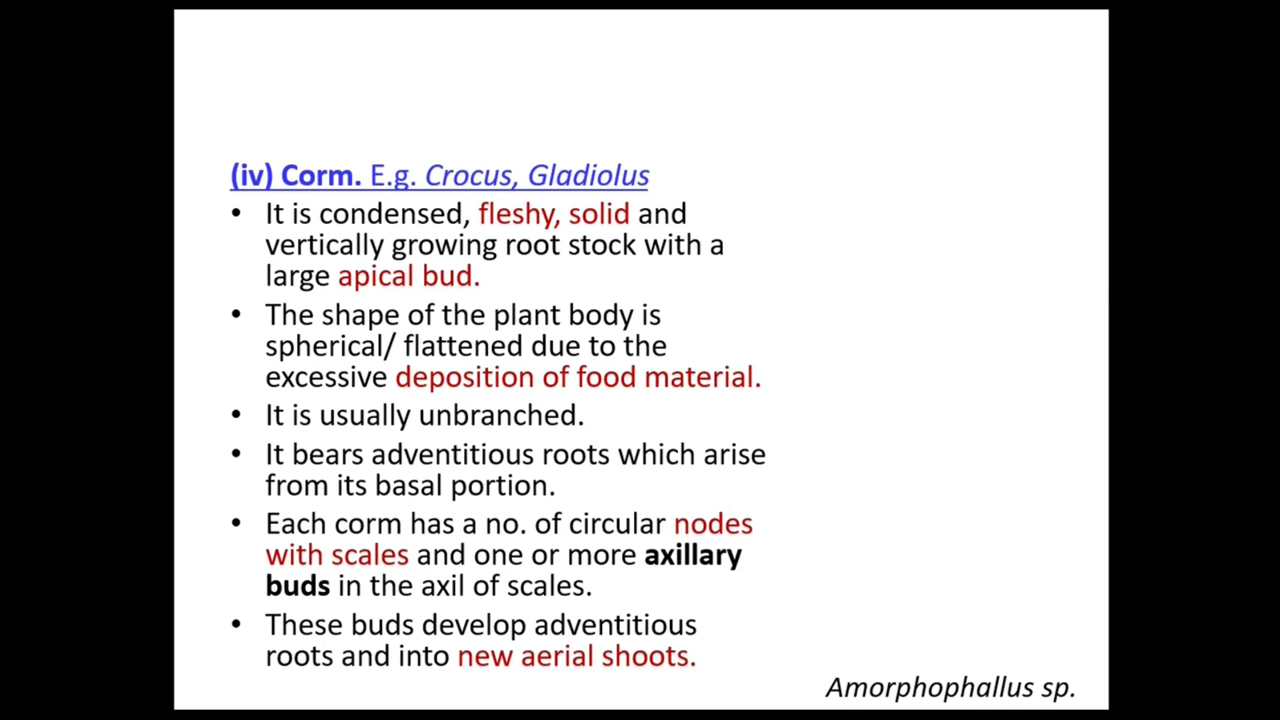 (iv) Corm. E.g. Crocus, Gladiolus
• It is condensed, fleshy, solid and
vertically growing root stock with a
large apical bud.
• The shape of the plant body is
spherical/ flattened due to the
excessive deposition of food material.
• It is usually unbranched.
• It bears adventitious roots which arise
from its basal portion.
• Each corm has a no. of circular nodes
with scales and one or more axillary
buds in the axil of scales.
• These buds develop adventitious
roots and into new aerial shoots.
Amorphophallus sp.